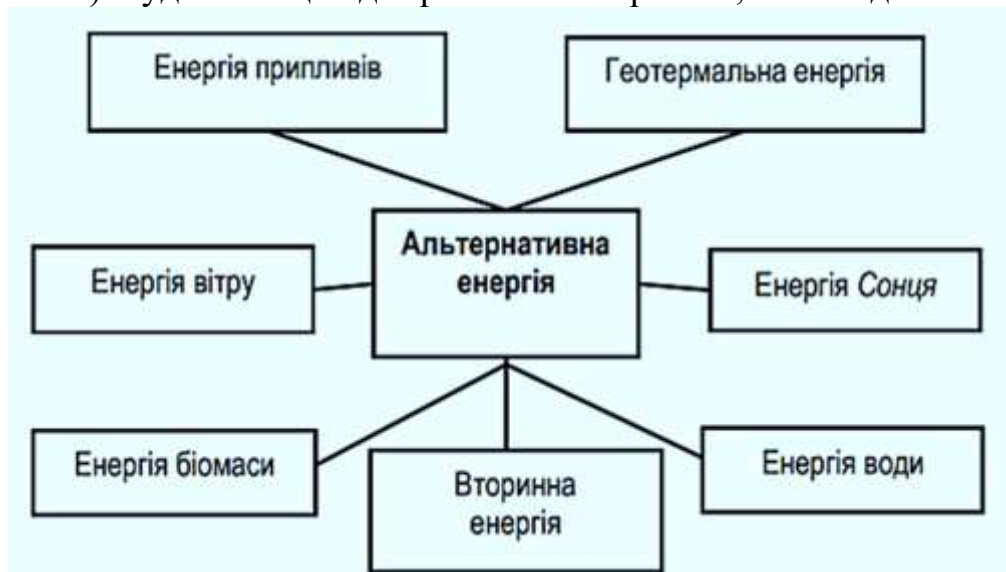 Енергія припливів
Геотермальна енергія
Альтернативна
енергія
Енергія вітру
Енергія Сонця
Енергія біомаси
Вторинна
енергія
Енергія води